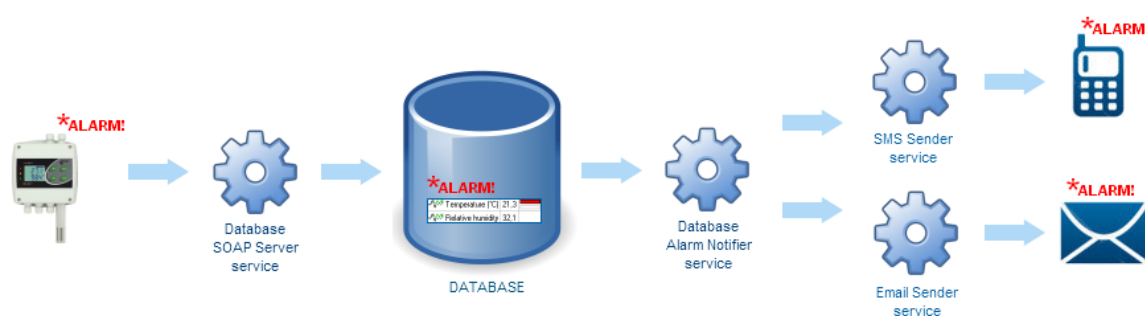 *ALARM!
Database
SOAP Server
service
*ALARM!
Temperature [°C] 21,3
Relative humidity 32,1
DATABASE
Database
Alarm Notifier
service
SMS Sender
service
*ALARM
Email Sender
service
*ALARM!